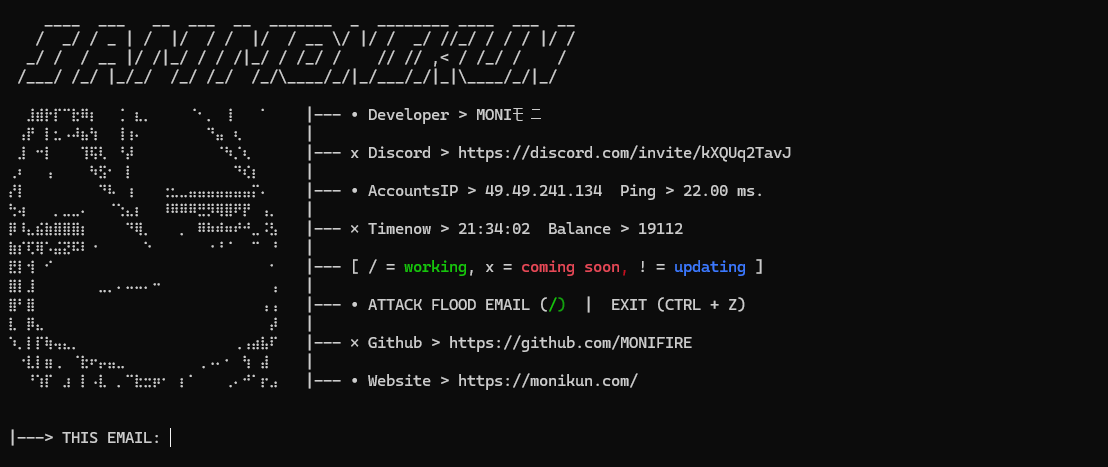 |--- • Developer > MONIモニ
|--- x Discord > https://discord.com/invite/kXQUq2TavJ
|--- • AccountsIP > 49.49.241.134  Ping > 22.00 ms.
|--- × Timenow > 21:34:02  Balance > 19112
|--- [ / = working, x = coming soon, ! = updating ]
|--- • ATTACK FLOOD EMAIL (/)  |  EXIT (CTRL + Z)
|--- × Github > https://github.com/MONIFIRE
|--- • Website > https://monikun.com/
|---> THIS EMAIL: